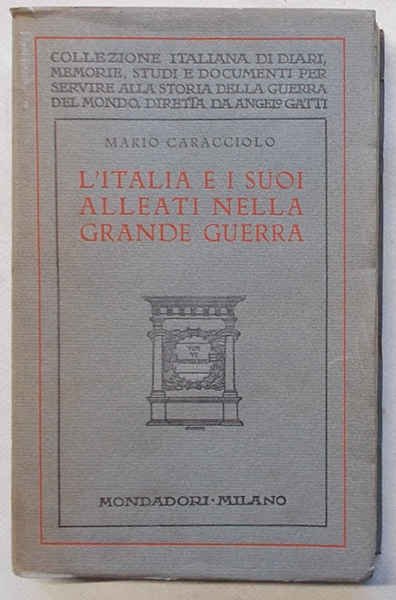 COLLEZIONE ITALIANA DI DIARI,
MEMORIE, STUDI E DOCUMENTI PER
SERVIRE ALLA STORIA DELLA GUERRA
DEL MONDO, DIRETTA DA ANGELO GATTI
MARIO CARACCIOLO
L'ITALIA E I SUOI
ALLEATI NELLA
GRANDE GUERRA
MONDADORI · MILANO